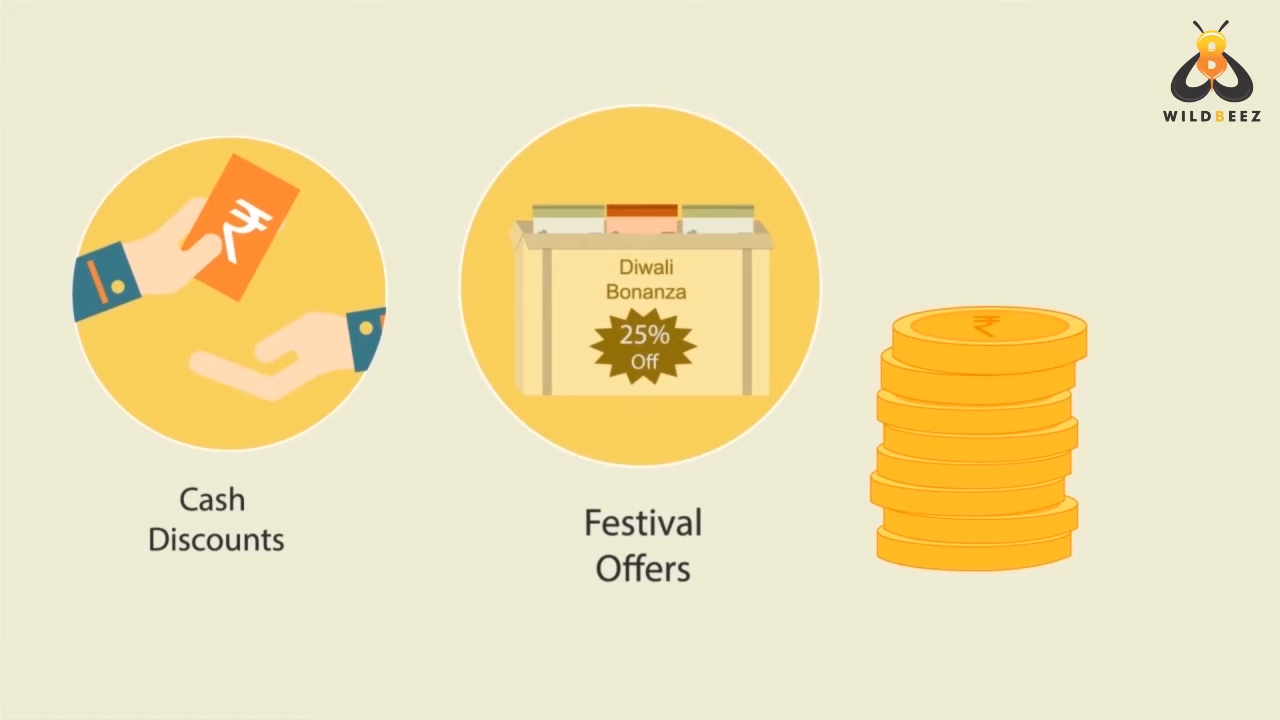 WILDBEEZ
₹
Diwali
Bonanza
25%
Off
₹
Cash
Discounts
Festival
Offers